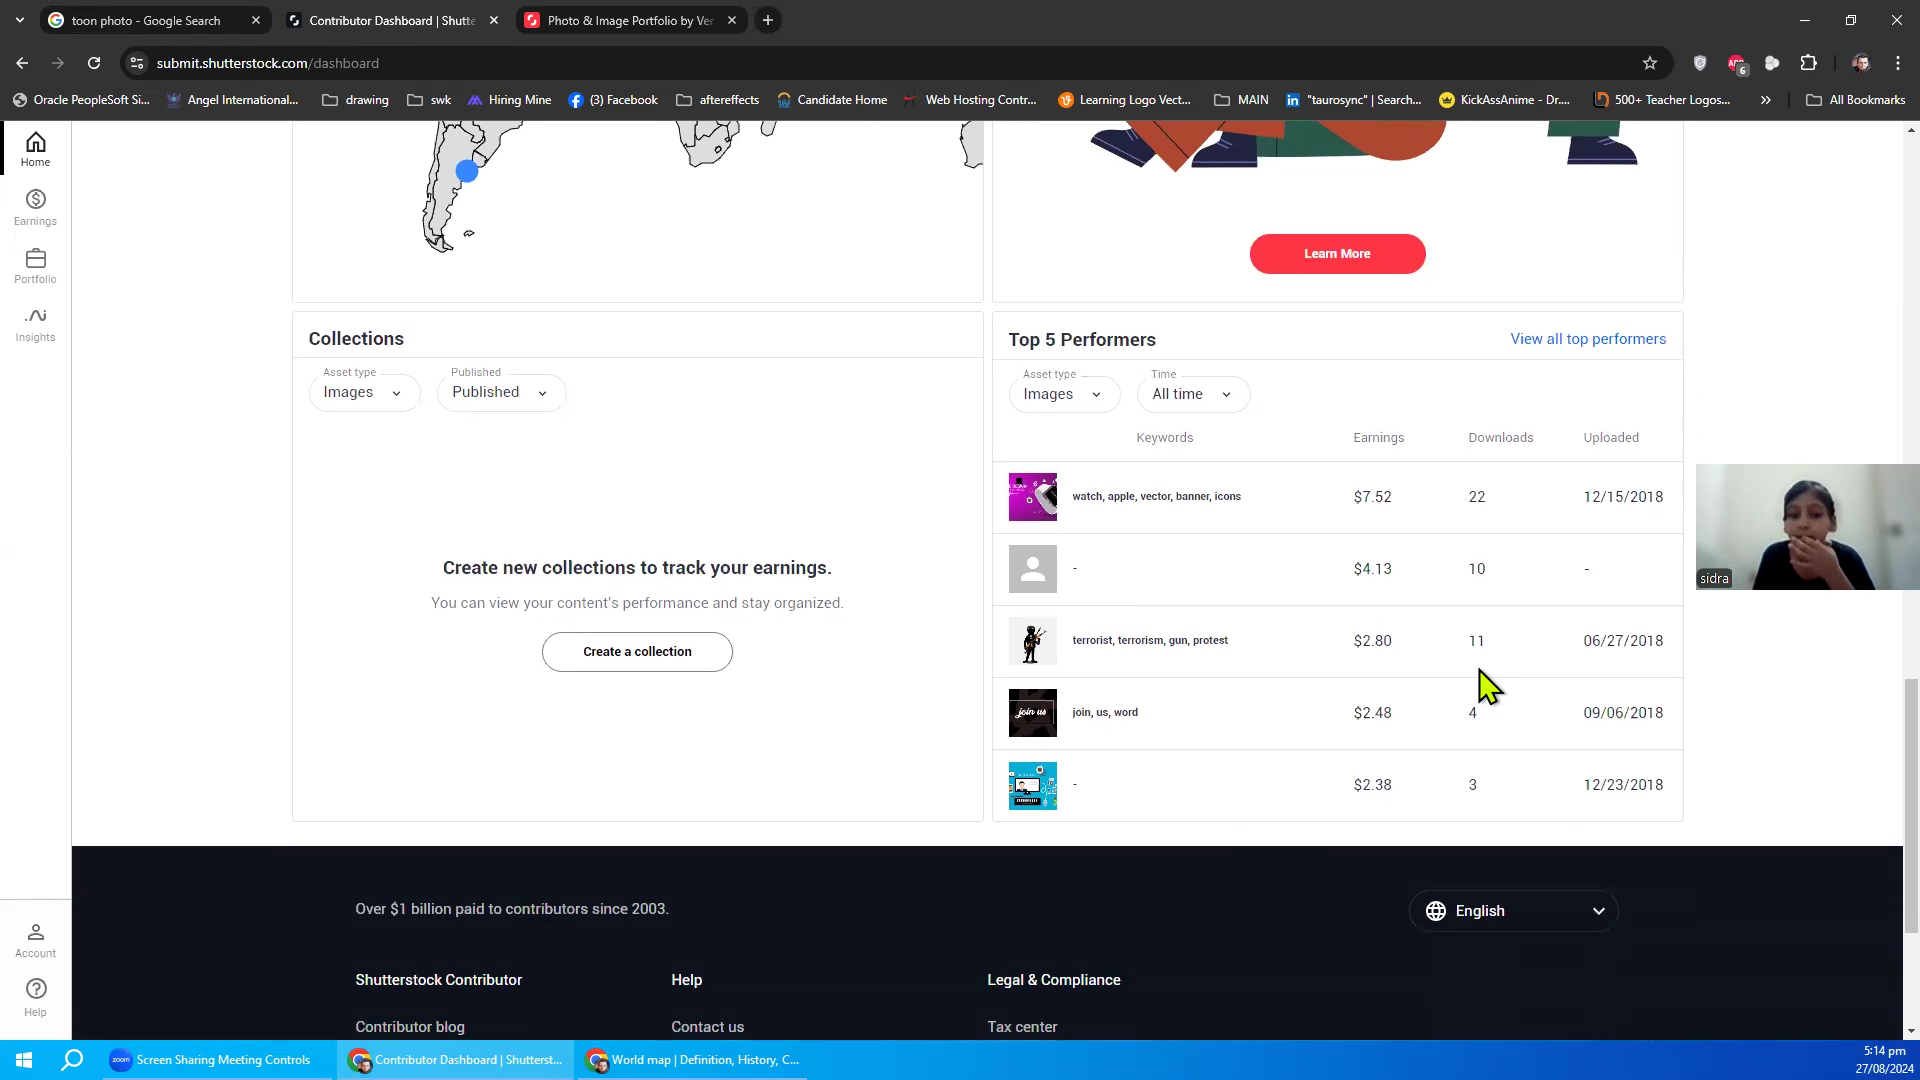 toon photo - Google Search
Contributor Dashboard | Shutte
Photo & Image Portfolio by Ver
submit.shutterstock.com/dashboard
6
Oracle PeopleSoft Si...
Angel International...
drawing
swk
Hiring Mine
(3) Facebook
aftereffects
Candidate Home
Web Hosting Contr...
Learning Logo Vect...
MAIN
"taurosync" | Search...
KickAssAnime - Dr....
500+ Teacher Logos...
All Bookmarks
Home
Earnings
Portfolio
Insights
Learn More
Collections
Asset type
Images
Published
Published
Create new collections to track your earnings.
You can view your content's performance and stay organized.
Create a collection
Top 5 Performers
View all top performers
Asset type
Images
Time
All time
Keywords Earnings Downloads Uploaded
watch, apple, vector, banner, icons $7.52 22 12/15/2018
- $4.13 10 -
terrorist, terrorism, gun, protest $2.80 11 06/27/2018
join us
join, us, word $2.48 4 09/06/2018
- $2.38 3 12/23/2018
sidra
Over $1 billion paid to contributors since 2003.
English
Shutterstock Contributor
Help
Legal & Compliance
Contributor blog
Contact us
Tax center
Account
Help
zoom
Screen Sharing Meeting Controls
Contributor Dashboard | Shutterst...
World map | Definition, History, C...
5:14 pm
27/08/2024